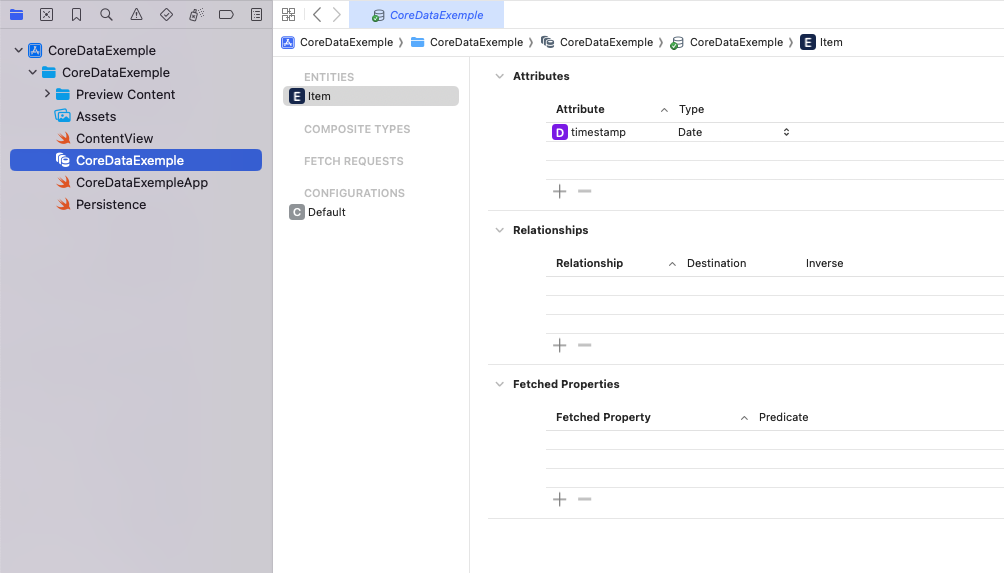 CoreDataExemple
CoreDataExemple
Preview Content
Assets
ContentView
CoreDataExemple
CoreDataExempleApp
Persistence
CoreDataExemple
CoreDataExemple 〉 CoreDataExemple 〉 CoreDataExemple 〉 CoreDataExemple 〉 E Item
ENTITIES
E Item
COMPOSITE TYPES
FETCH REQUESTS
CONFIGURATIONS
C Default
Attributes
Attribute Type
D timestamp Date
Relationships
Relationship Destination Inverse
Fetched Properties
Fetched Property Predicate